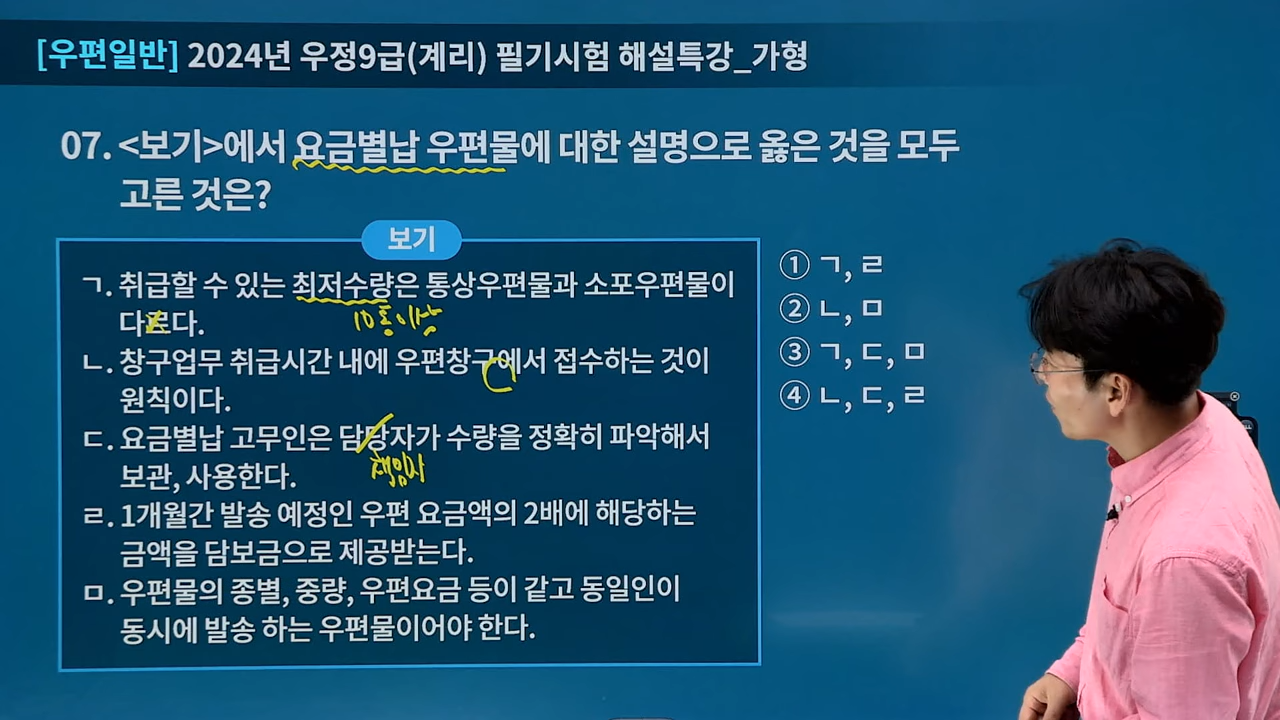 [우편일반] 2024년 우정9급(계리) 필기시험 해설특강_가형
07. <보기>에서 요금별납 우편물에 대한 설명으로 옳은 것을 모두
고른 것은?
보기
ㄱ. 취급할 수 있는 최저수량은 통상우편물과 소포우편물이
다르다.
10통이상
ㄴ. 창구업무 취급시간 내에 우편창구에서 접수하는 것이
원칙이다.
ㄷ. 요금별납 고무인은 담당자가 수량을 정확히 파악해서
보관, 사용한다.
책임자
ㄹ. 1개월간 발송 예정인 우편 요금액의 2배에 해당하는
금액을 담보금으로 제공받는다.
ㅁ. 우편물의 종별, 중량, 우편요금 등이 같고 동일인이
동시에 발송 하는 우편물이어야 한다.
① ㄱ, ㄹ
② ㄴ, ㅁ
③ ㄱ, ㄷ, ㅁ
④ ㄴ, ㄷ, ㄹ